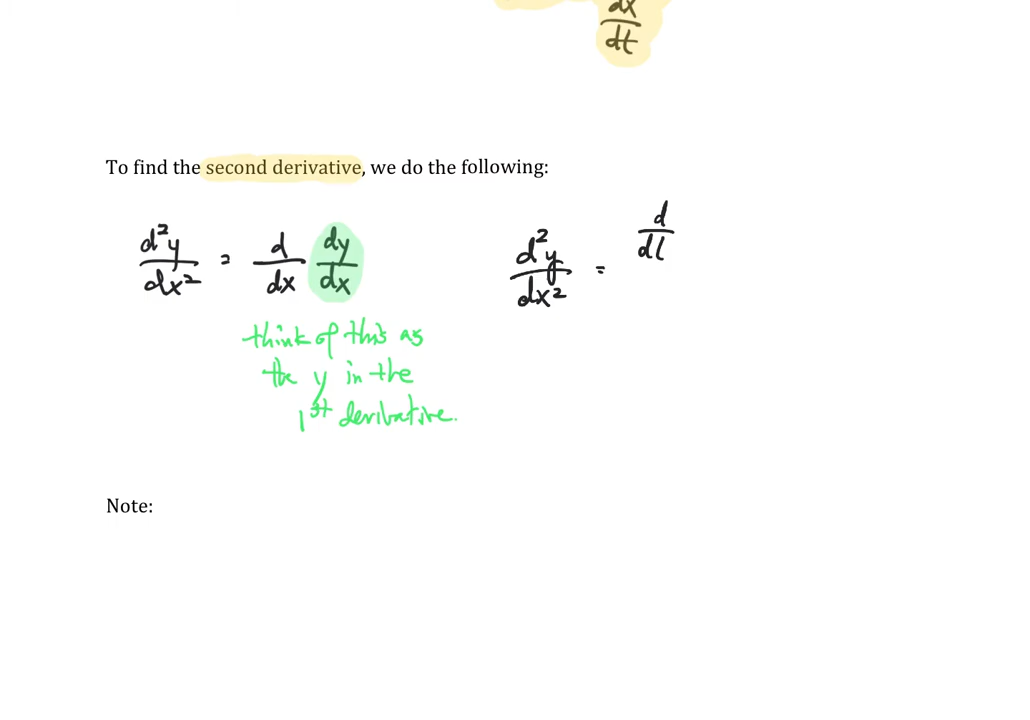 dx/dt
To find the second derivative, we do the following:
d²y/dx² = d/dx dy/dx
d²y/dx² = d/dt
think of this as
the y in the
1st derivative.
Note: